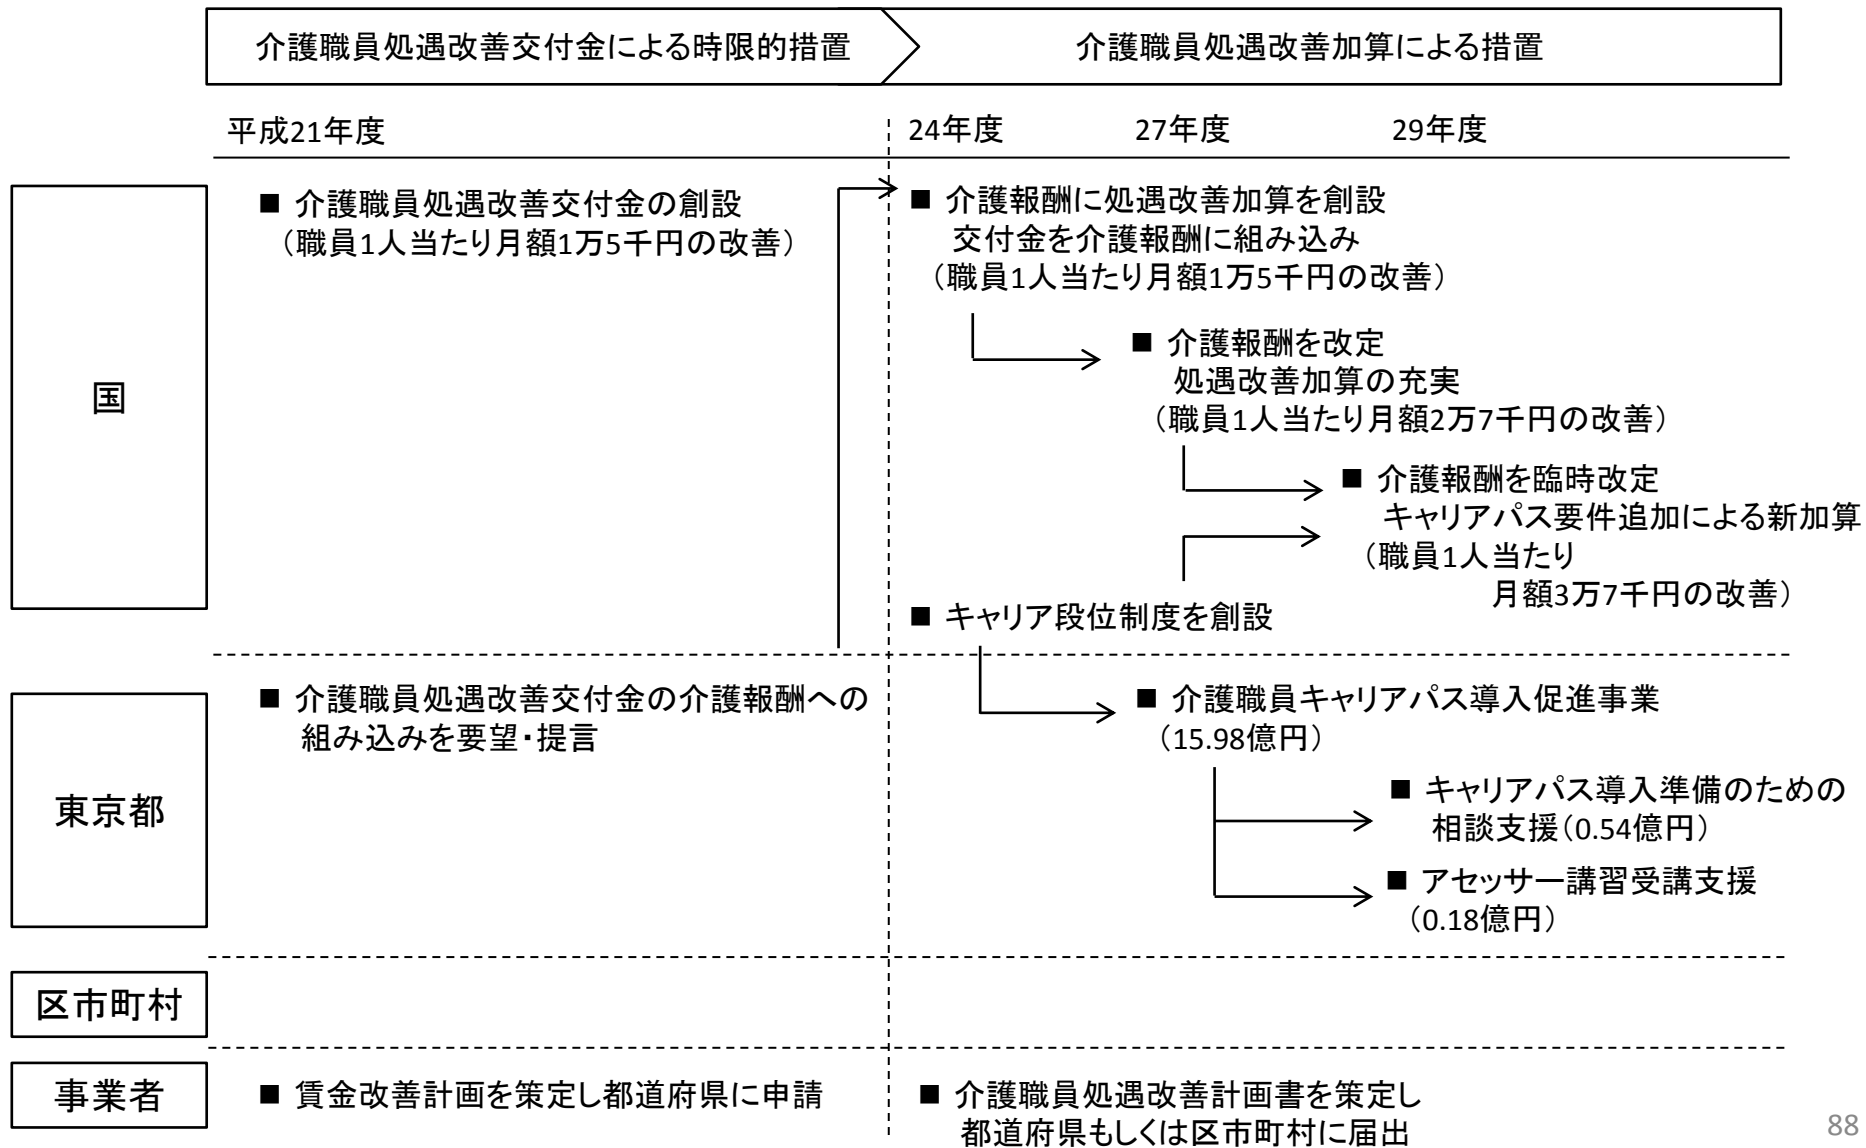 介護職員処遇改善交付金による時限的措置
介護職員処遇改善加算による措置
平成21年度
24年度
27年度
29年度
国
■ 介護職員処遇改善交付金の創設
（職員1人当たり月額1万5千円の改善）
■ 介護報酬に処遇改善加算を創設
交付金を介護報酬に組み込み
（職員1人当たり月額1万5千円の改善）
■ 介護報酬を改定
処遇改善加算の充実
（職員1人当たり月額2万7千円の改善）
■ 介護報酬を臨時改定
キャリアパス要件追加による新加算
（職員1人当たり
月額3万7千円の改善）
■ キャリア段位制度を創設
東京都
■ 介護職員処遇改善交付金の介護報酬への
組み込みを要望・提言
■ 介護職員キャリアパス導入促進事業
（15.98億円）
■ キャリアパス導入準備のための
相談支援（0.54億円）
■ アセッサー講習受講支援
（0.18億円）
区市町村
事業者
■ 賃金改善計画を策定し都道府県に申請
■ 介護職員処遇改善計画書を策定し
都道府県もしくは区市町村に届出
88